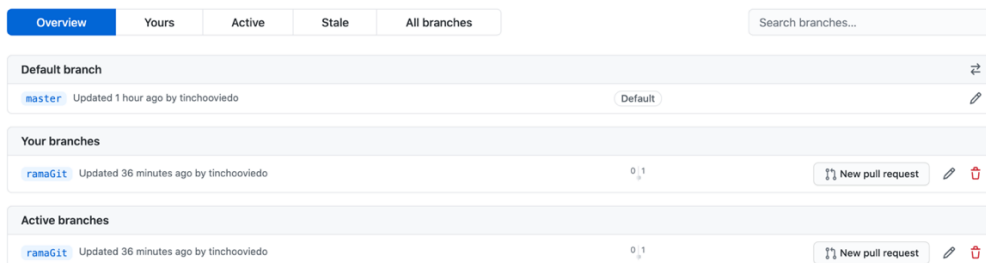 Overview Yours Active Stale All branches Search branches...
Default branch
master Updated 1 hour ago by tinchooviedo Default
Your branches
ramaGit Updated 36 minutes ago by tinchooviedo 0 1 New pull request
Active branches
ramaGit Updated 36 minutes ago by tinchooviedo 0 1 New pull request